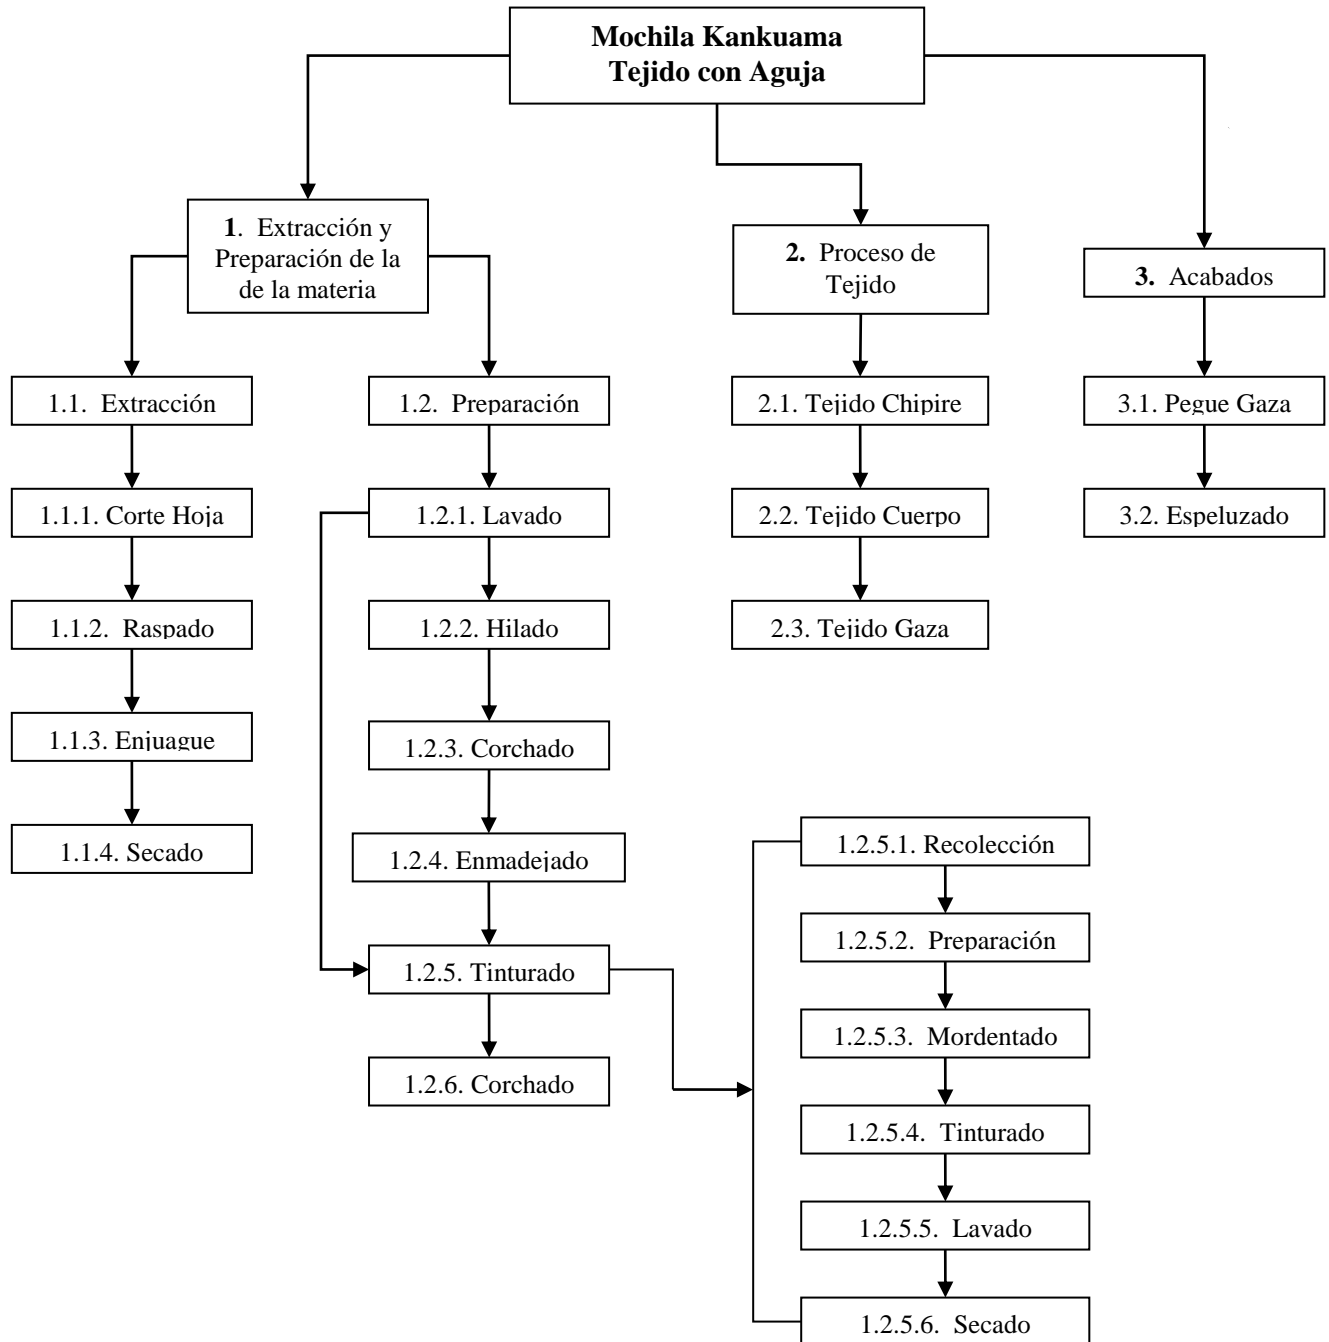 Mochila Kankuama
Tejido con Aguja
1. Extracción y
Preparación de la
de la materia
2. Proceso de
Tejido
3. Acabados
1.1. Extracción
1.2. Preparación
2.1. Tejido Chipire
3.1. Pegue Gaza
1.1.1. Corte Hoja
1.2.1. Lavado
2.2. Tejido Cuerpo
3.2. Espeluzado
1.1.2. Raspado
1.2.2. Hilado
2.3. Tejido Gaza
1.1.3. Enjuague
1.2.3. Corchado
1.1.4. Secado
1.2.4. Enmadejado
1.2.5.1. Recolección
1.2.5.2. Preparación
1.2.5. Tinturado
1.2.5.3. Mordentado
1.2.6. Corchado
1.2.5.4. Tinturado
1.2.5.5. Lavado
1.2.5.6. Secado